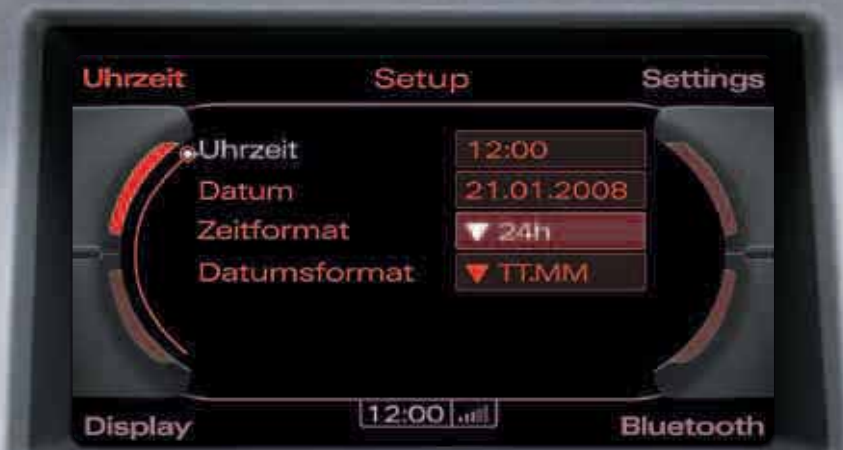 Uhrzeit Setup Settings
Uhrzeit 12:00
Datum 21.01.2008
Zeitformat 24h
Datumsformat TT.MM
Display 12:00 Bluetooth